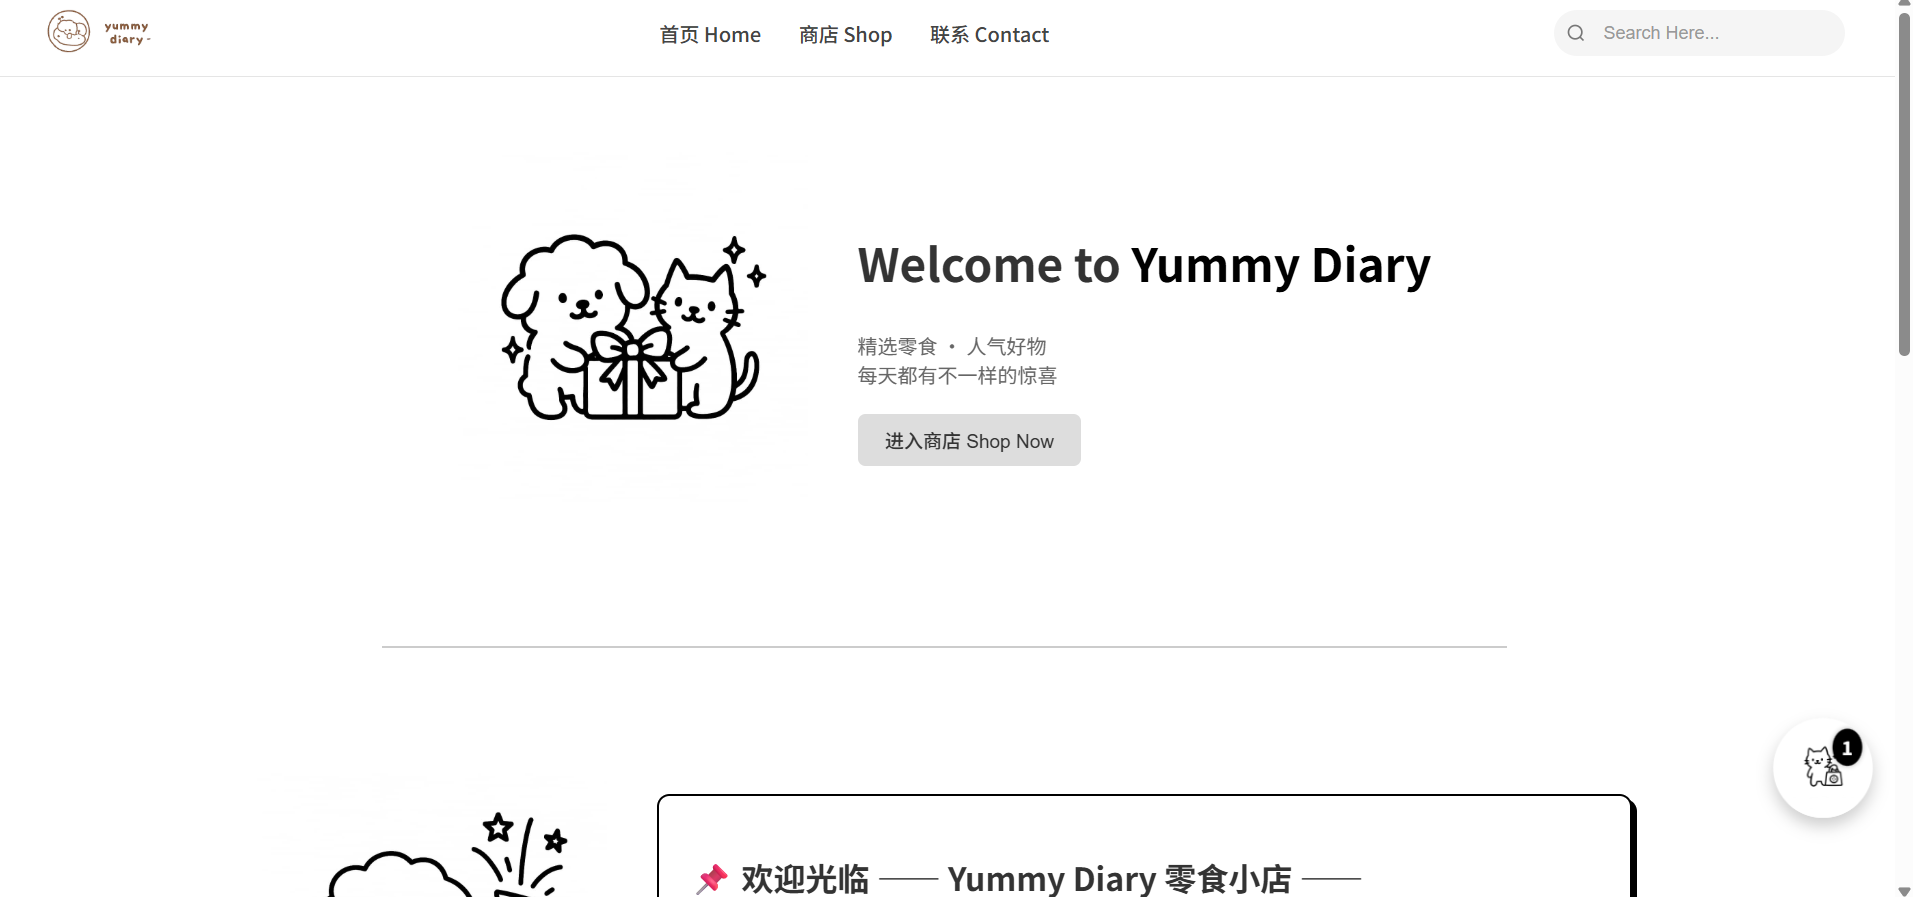 yummy
diary -
首页 Home
商店 Shop
联系 Contact
Search Here...
Welcome to Yummy Diary
精选零食 • 人气好物
每天都有不一样的惊喜
进入商店 Shop Now
1
📌 欢迎光临 —— Yummy Diary 零食小店 ——